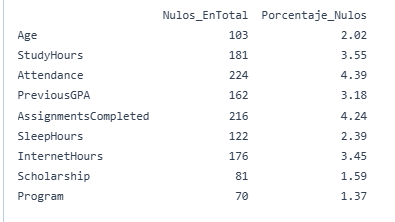 Nulos_EnTotal Porcentaje_Nulos
Age 103 2.02
StudyHours 181 3.55
Attendance 224 4.39
PreviousGPA 162 3.18
AssignmentsCompleted 216 4.24
SleepHours 122 2.39
InternetHours 176 3.45
Scholarship 81 1.59
Program 70 1.37